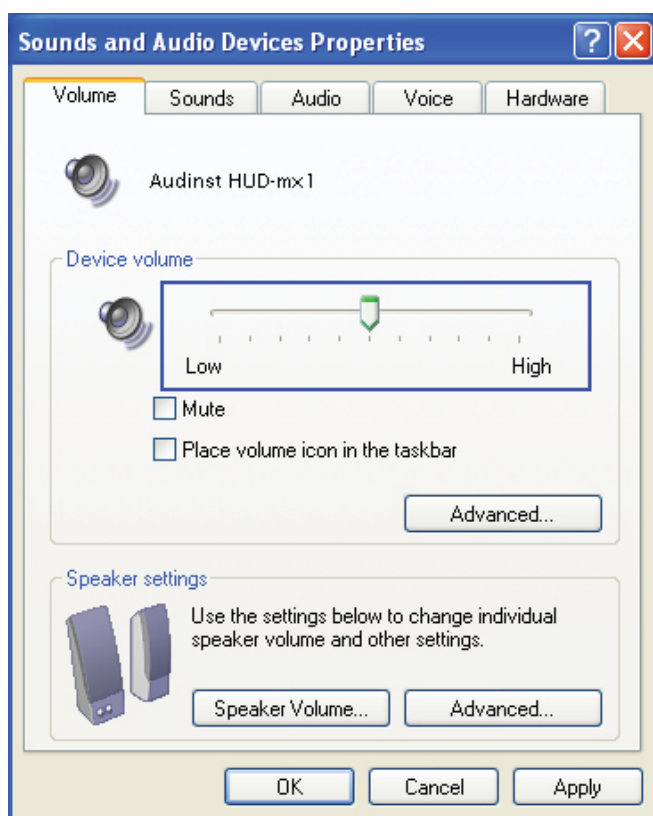 Sounds and Audio Devices Properties
Volume Sounds Audio Voice Hardware
Audinst HUD-mx1
Device volume
Low High
Mute
Place volume icon in the taskbar
Advanced...
Speaker settings
Use the settings below to change individual
speaker volume and other settings.
Speaker Volume... Advanced...
OK Cancel Apply